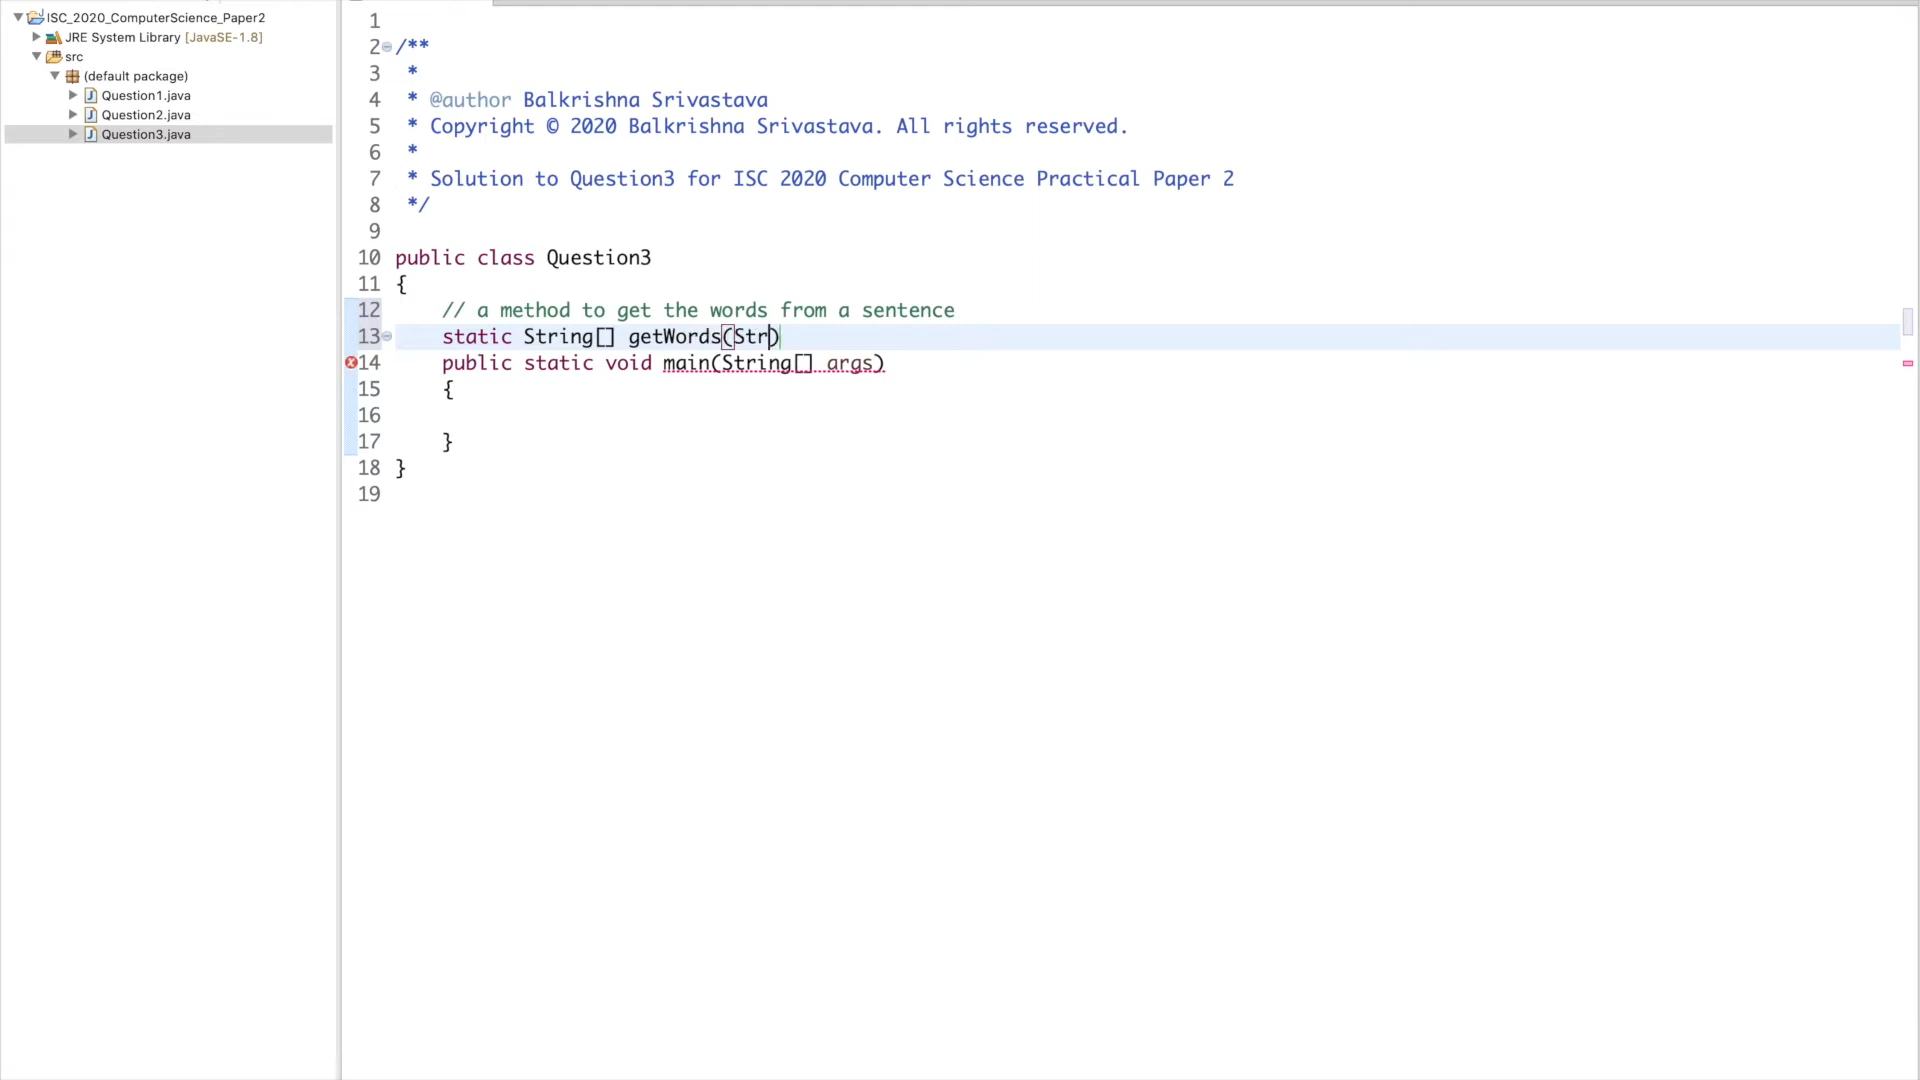 ISC_2020_ComputerScience_Paper2
JRE System Library [JavaSE-1.8]
src
(default package)
Question1.java
Question2.java
Question3.java
1
2 /**
3 *
4 * @author Balkrishna Srivastava
5 * Copyright © 2020 Balkrishna Srivastava. All rights reserved.
6 *
7 * Solution to Question3 for ISC 2020 Computer Science Practical Paper 2
8 */
9
10 public class Question3
11 {
12 // a method to get the words from a sentence
13 static String[] getWords(Str)
14 public static void main(String[] args)
15 {
16
17 }
18 }
19